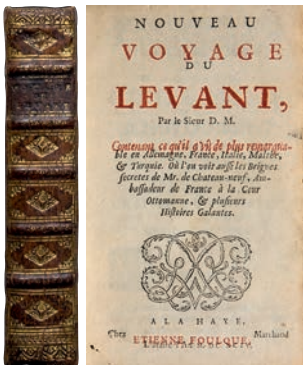 NOUVEAU
VOYAGE
DU
LEVANT,
Par le Sieur D. M.
Contenant ce qu'il a vû de plus remarqua-
ble en Allemagne, France, Italie, Malthe,
& Turquie. Où l'on voit aussi les Brigues
secretes de Mr. de Chateau-neuf, Am-
bassadeur de France à la Cour
Ottomanne, & plusieurs
Histoires Galantes.
A LA HAYE,
Chez Marchand
ETIENNE FOULQUE,